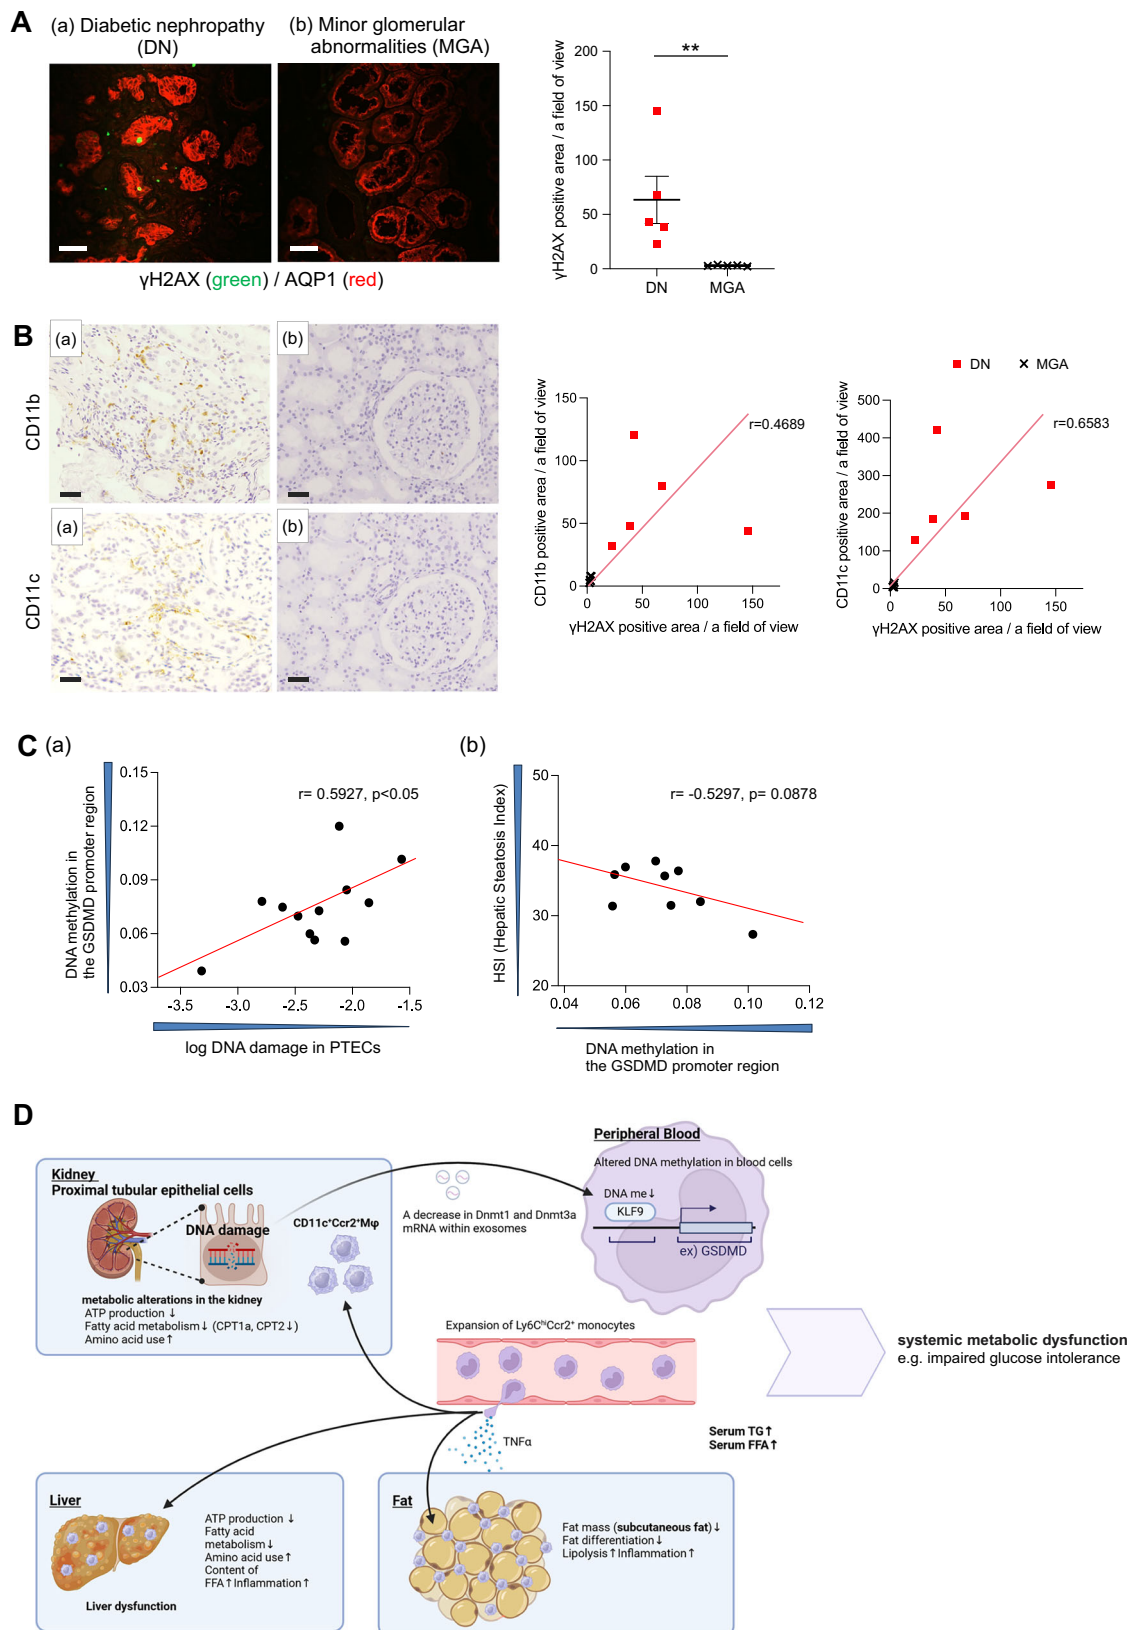 A
(a) Diabetic nephropathy
(DN)
(b) Minor glomerular
abnormalities (MGA)
γH2AX (green) / AQP1 (red)
γH2AX positive area / a field of view
200
150
100
50
0
**
DN
MGA
B
(a)
(b)
CD11b
(a)
(b)
CD11c
DN
MGA
CD11b positive area / a field of view
150
100
50
0
r=0.4689
0
50
100
150
γH2AX positive area / a field of view
CD11c positive area / a field of view
500
400
300
200
100
0
r=0.6583
0
50
100
150
γH2AX positive area / a field of view
C
(a)
DNA methylation in
the GSDMD promoter region
0.15
0.12
0.09
0.06
0.03
r= 0.5927, p<0.05
-3.5
-3.0
-2.5
-2.0
-1.5
log DNA damage in PTECs
(b)
HSI (Hepatic Steatosis Index)
50
40
30
20
r= -0.5297, p= 0.0878
0.04
0.06
0.08
0.10
0.12
DNA methylation in
the GSDMD promoter region
D
Kidney
Proximal tubular epithelial cells
DNA damage
CD11c⁺Ccr2⁺Mφ
metabolic alterations in the kidney
ATP production ↓
Fatty acid metabolism↓ (CPT1a, CPT2↓)
Amino acid use↑
A decrease in Dnmt1 and Dnmt3a
mRNA within exosomes
Peripheral Blood
Altered DNA methylation in blood cells
DNA me↓
KLF9
ex) GSDMD
Expansion of Ly6CʰⁱCcr2⁺ monocytes
TNFα
systemic metabolic dysfunction
e.g. impaired glucose intolerance
Serum TG↑
Serum FFA↑
Liver
ATP production ↓
Fatty acid
metabolism↓
Amino acid use↑
Content of
FFA↑Inflammation↑
Liver dysfunction
Fat
Fat mass (subcutaneous fat)↓
Fat differentiation↓
Lipolysis↑Inflammation↑